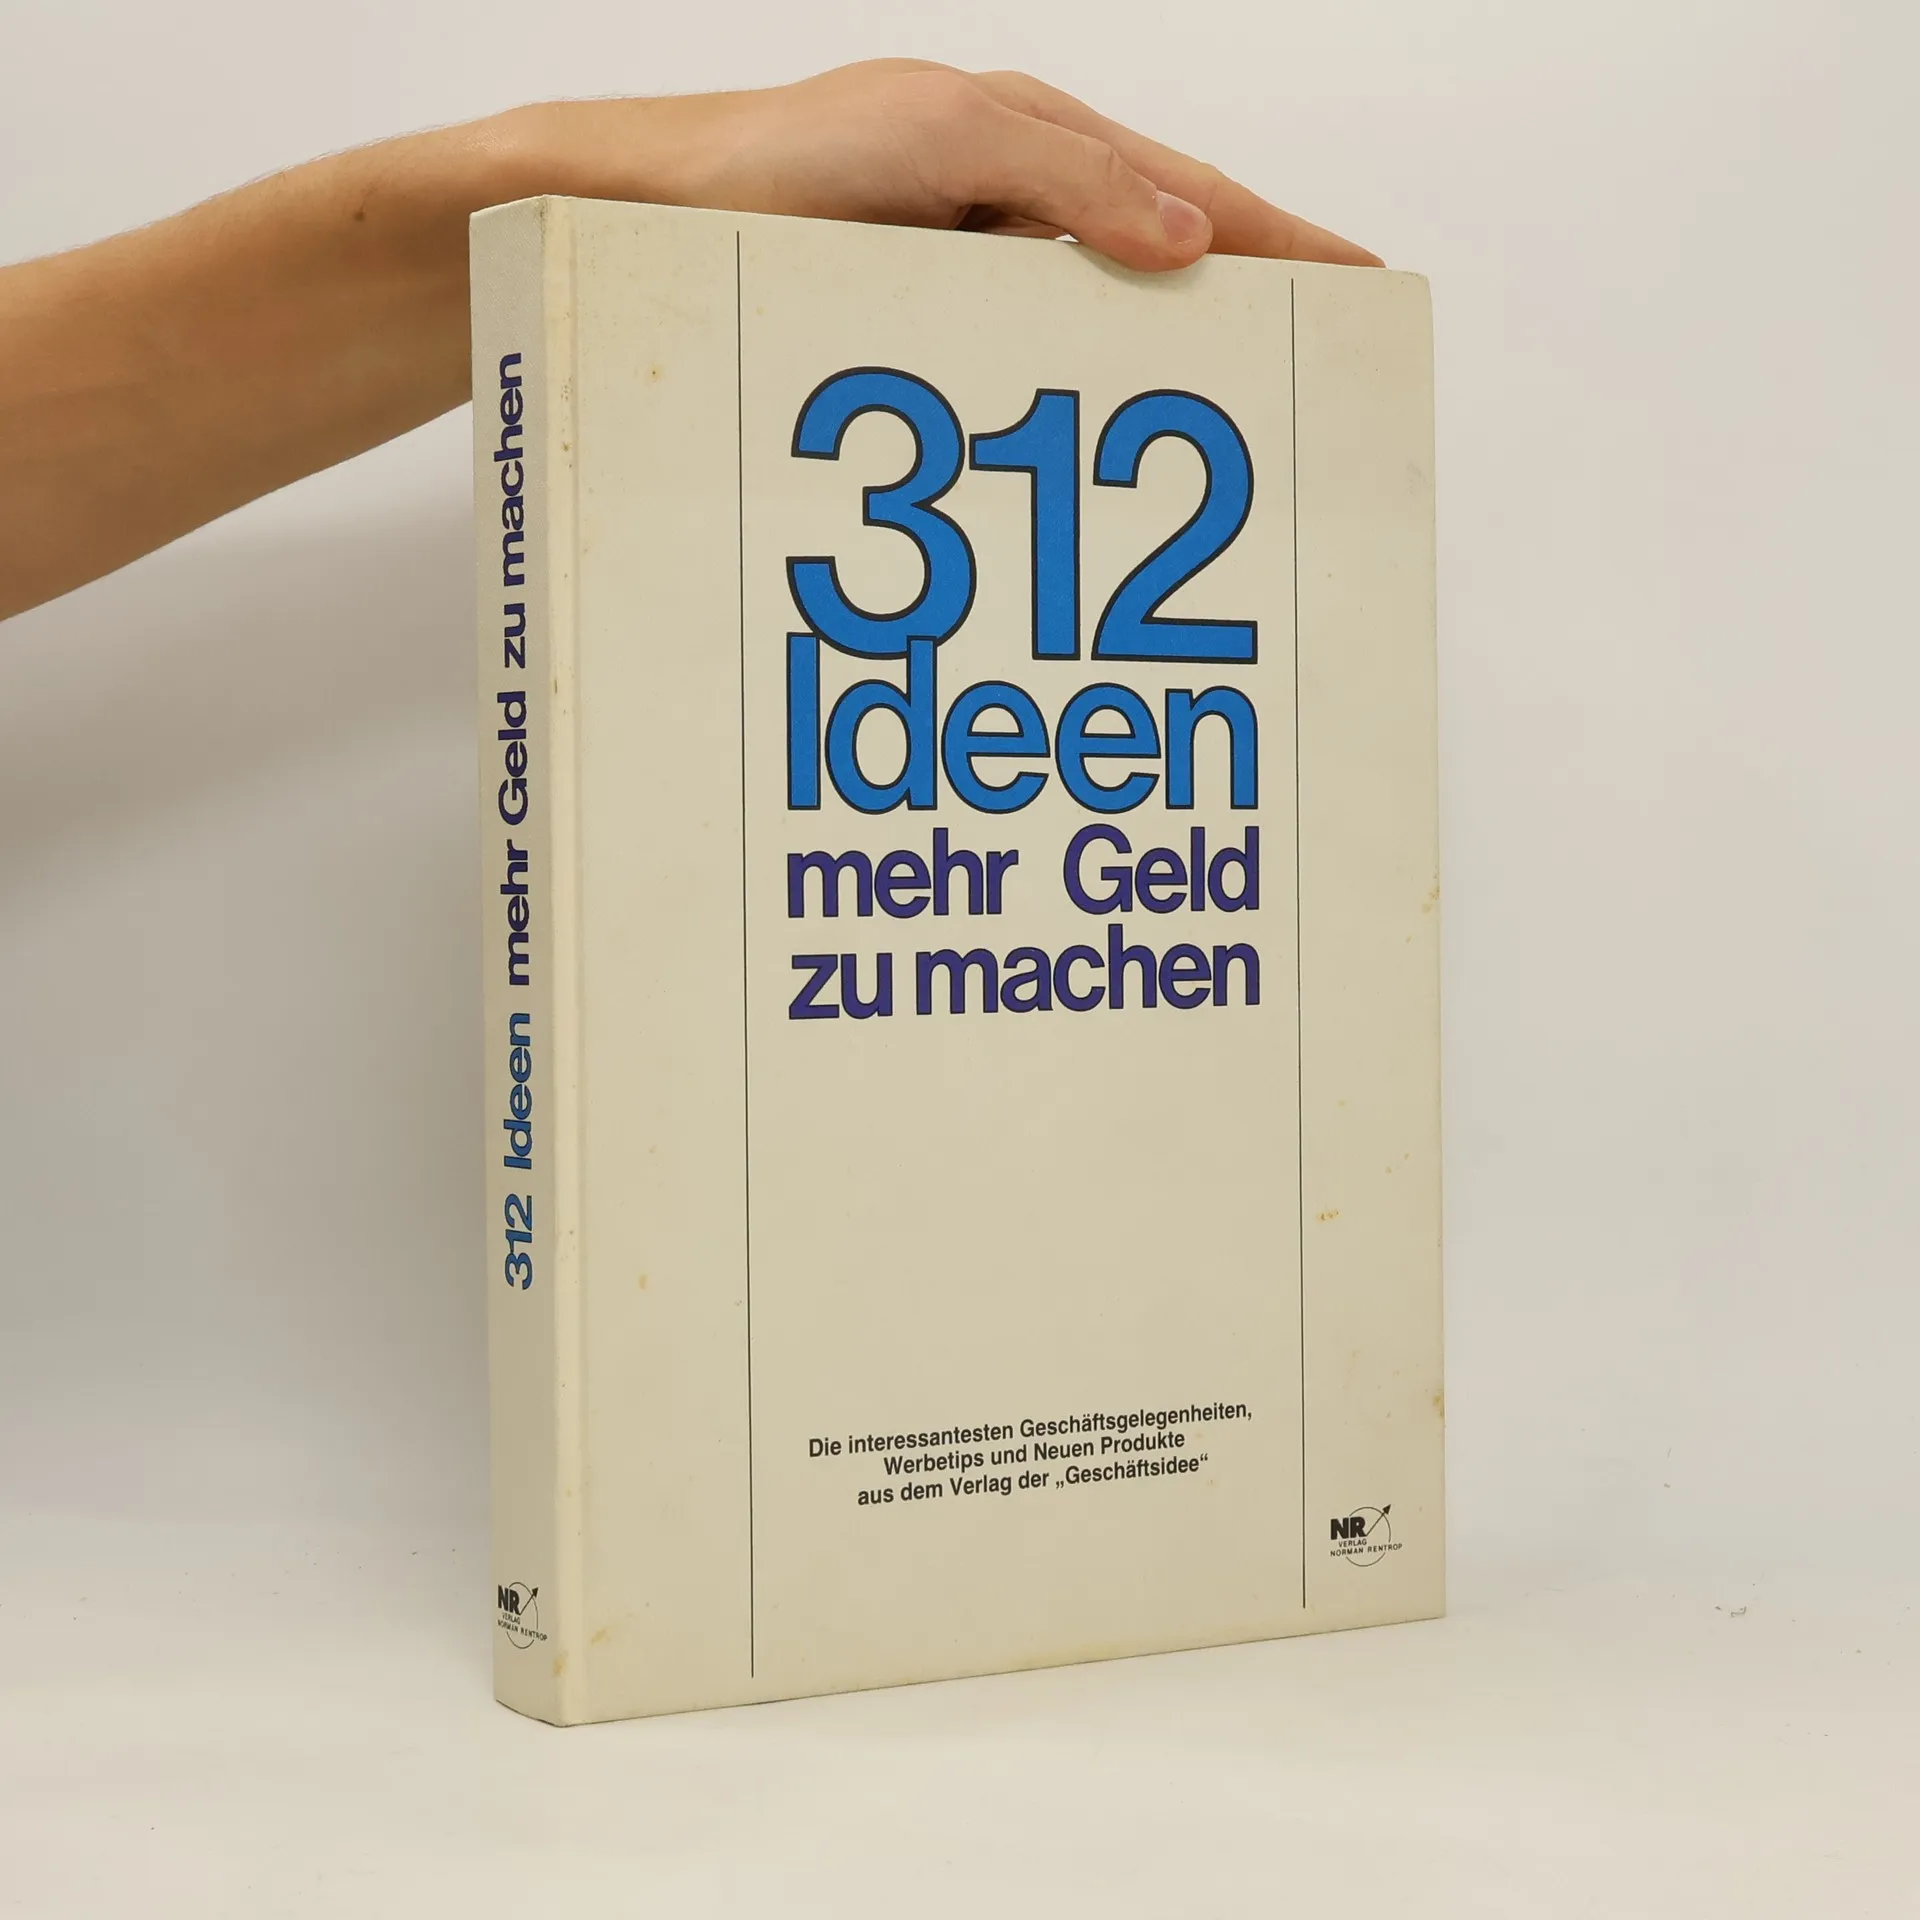 312 Ideen mehr Geld zu machen
NR
VERLAG
NORMAN RENTROP
312
Ideen
mehr Geld
zu machen
Die interessantesten Geschäftsgelegenheiten,
Werbetips und Neuen Produkte
aus dem Verlag der „Geschäftsidee“
NR
VERLAG
NORMAN RENTROP